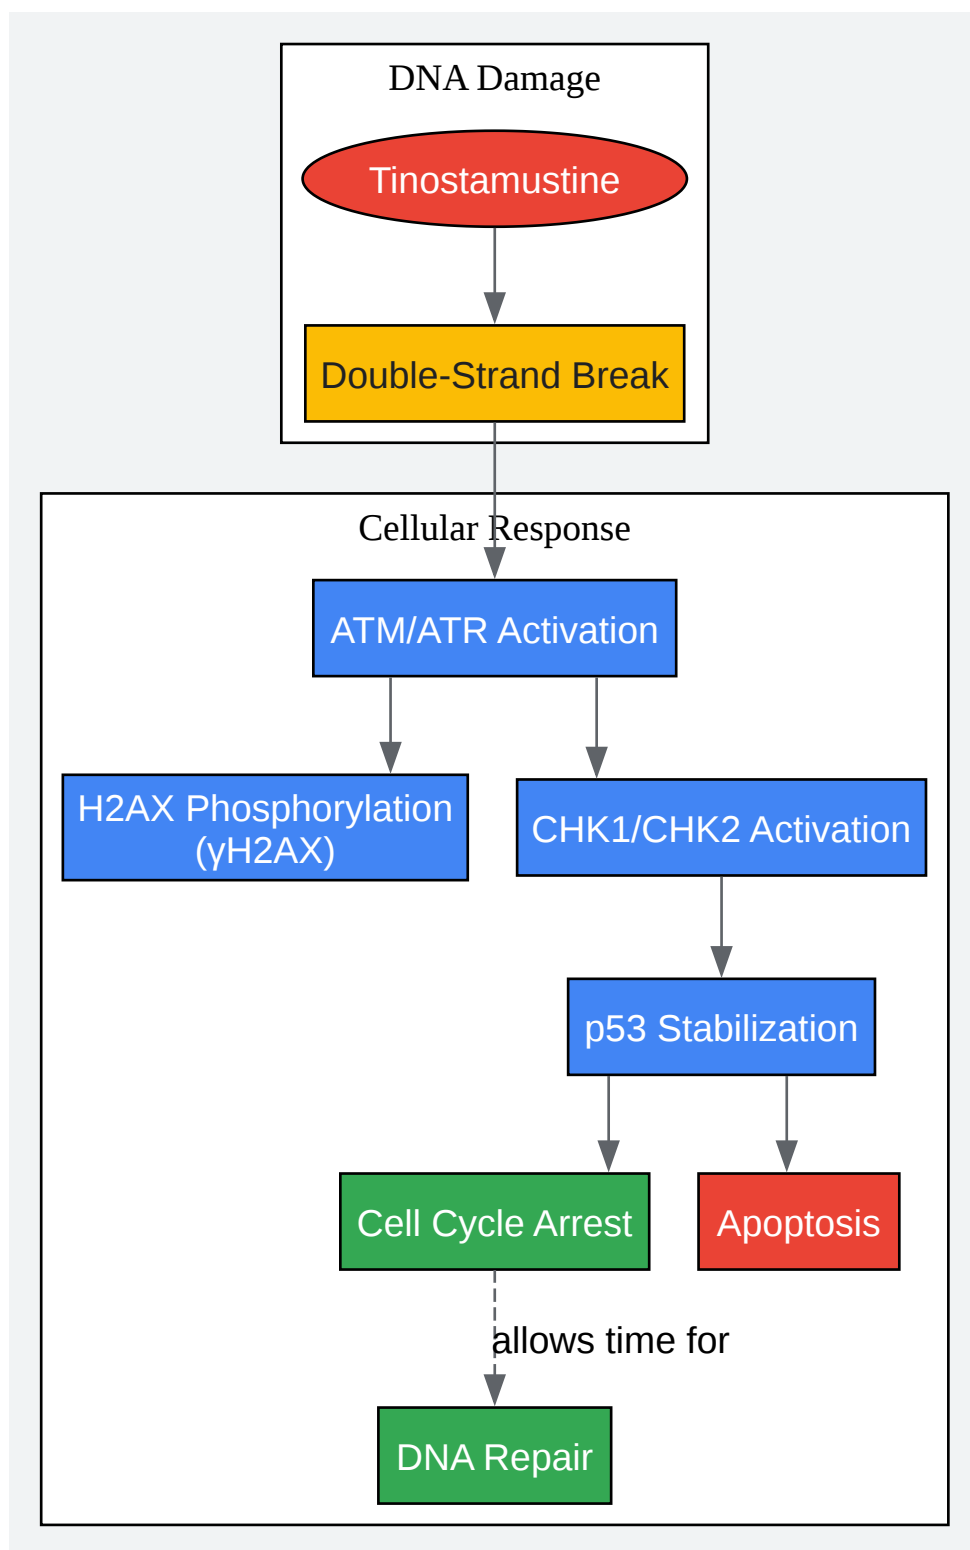 DNA Damage
Tinostamustine
Double-Strand Break
Cellular Response
ATM/ATR Activation
H2AX Phosphorylation
(γH2AX)
CHK1/CHK2 Activation
p53 Stabilization
Cell Cycle Arrest
Apoptosis
allows time for
DNA Repair